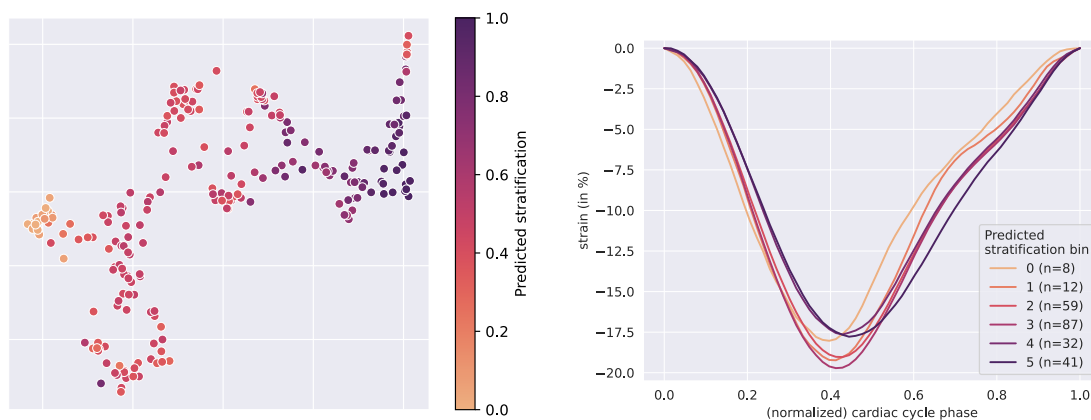 1.0
0.8
0.6
0.4
0.2
0.0
Predicted stratification
0.0
−2.5
−5.0
−7.5
−10.0
−12.5
−15.0
−17.5
−20.0
strain (in %)
Predicted
stratification bin
0 (n=8)
1 (n=12)
2 (n=59)
3 (n=87)
4 (n=32)
5 (n=41)
0.0 0.2 0.4 0.6 0.8 1.0
(normalized) cardiac cycle phase